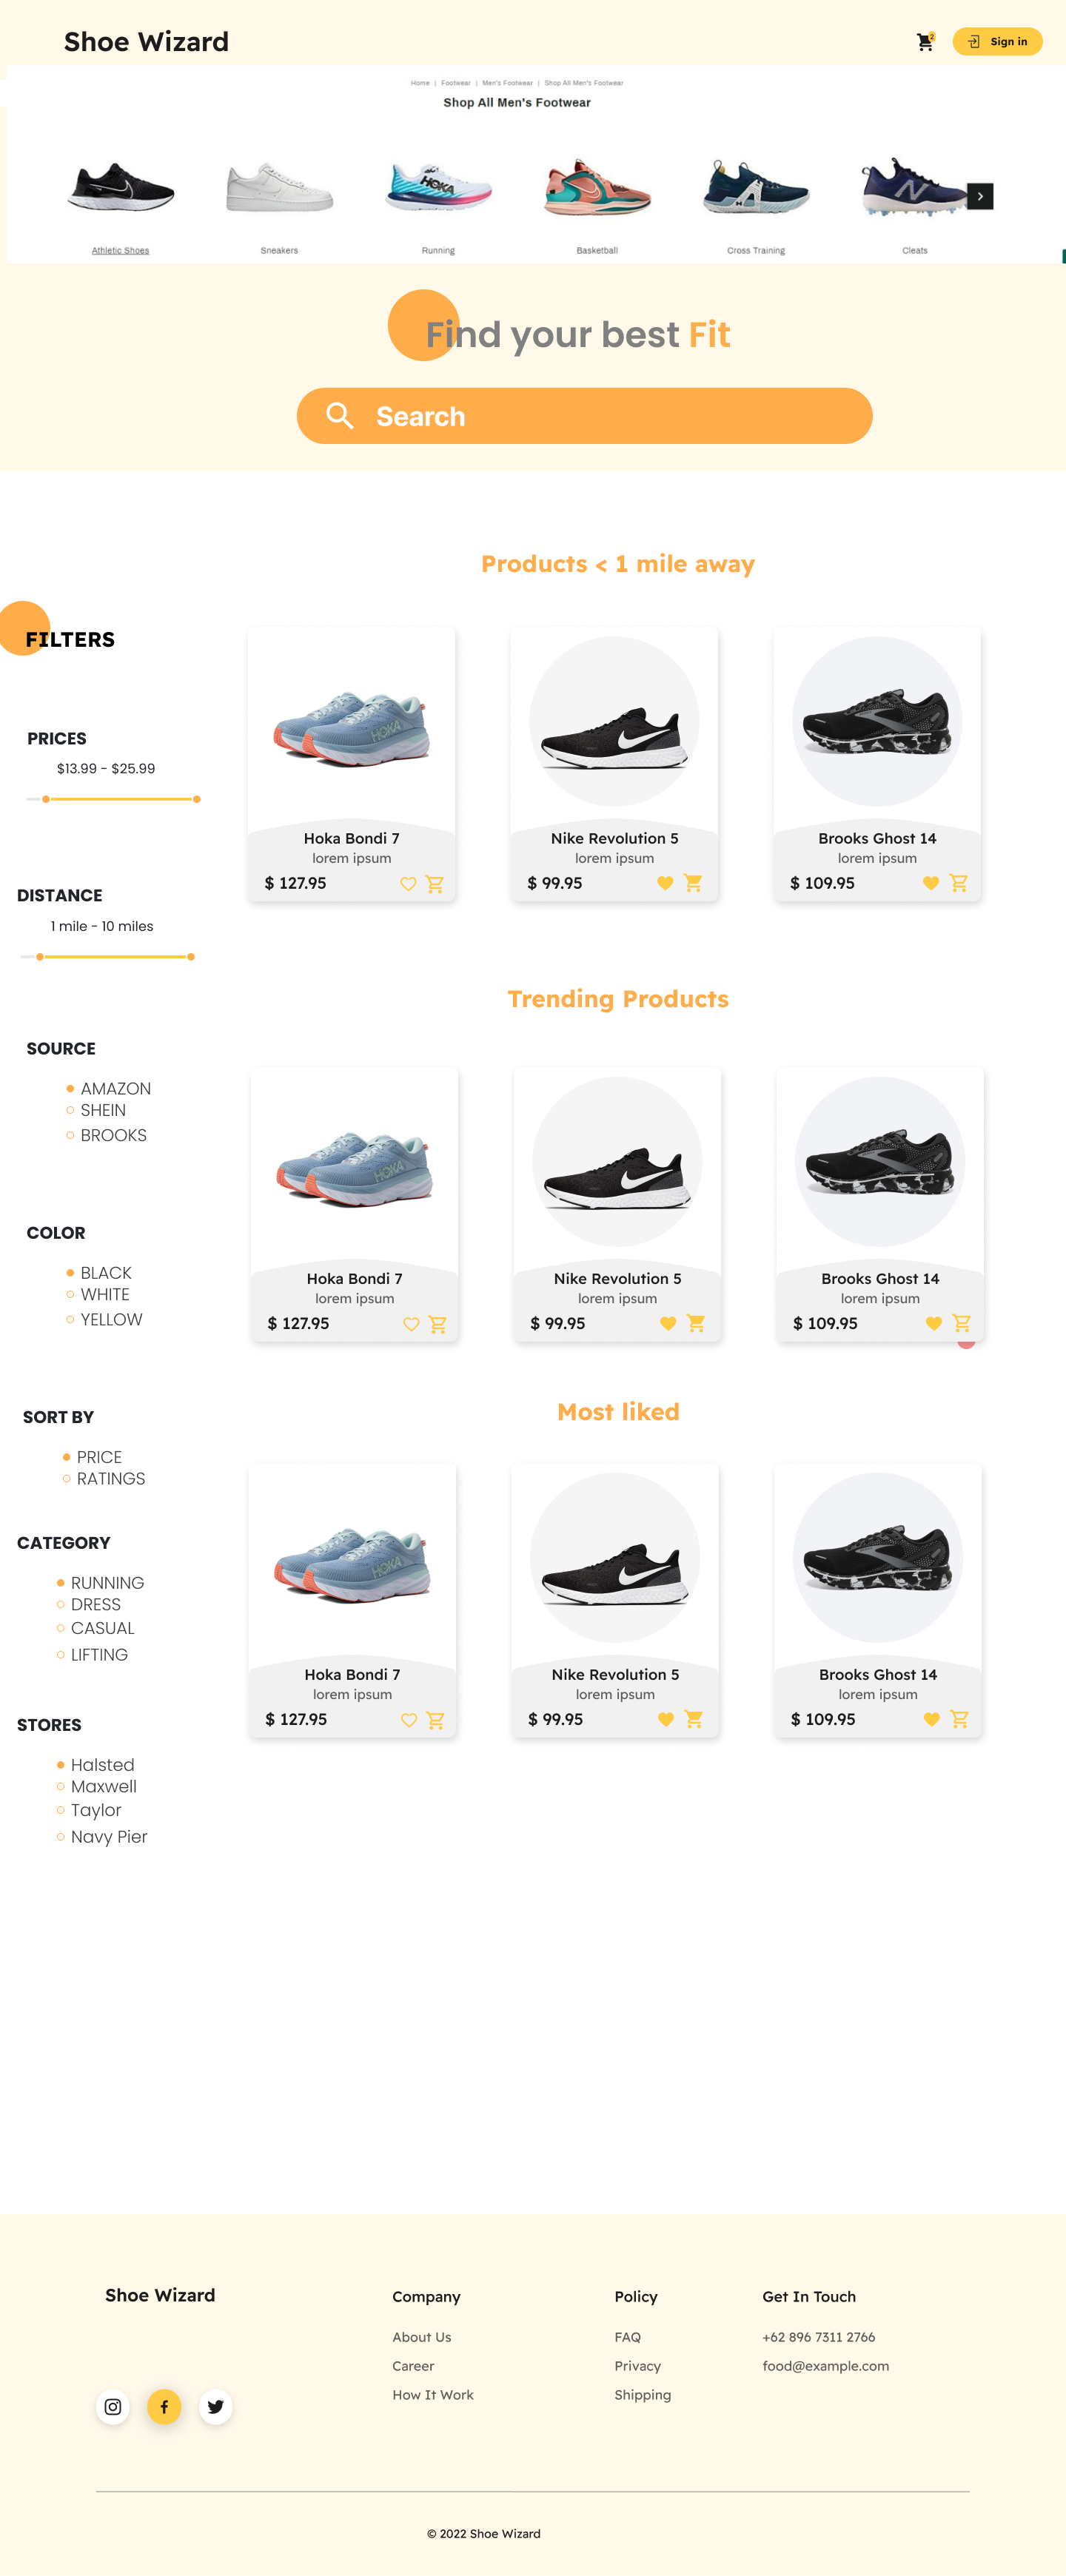 Shoe Wizard
2
Sign in
Home | Footwear | Men's Footwear | Shop All Men's Footwear
Shop All Men's Footwear
HOKA
Athletic Shoes
Sneakers
Running
Basketball
Cross Training
Cleats
Find your best Fit
Search
Products < 1 mile away
FILTERS
PRICES
$13.99 - $25.99
DISTANCE
1 mile - 10 miles
SOURCE
AMAZON
SHEIN
BROOKS
COLOR
BLACK
WHITE
YELLOW
SORT BY
PRICE
RATINGS
CATEGORY
RUNNING
DRESS
CASUAL
LIFTING
STORES
Halsted
Maxwell
Taylor
Navy Pier
HOKA
Hoka Bondi 7
lorem ipsum
$ 127.95
Nike Revolution 5
lorem ipsum
$ 99.95
Brooks Ghost 14
lorem ipsum
$ 109.95
Trending Products
HOKA
Hoka Bondi 7
lorem ipsum
$ 127.95
Nike Revolution 5
lorem ipsum
$ 99.95
Brooks Ghost 14
lorem ipsum
$ 109.95
Most liked
HOKA
Hoka Bondi 7
lorem ipsum
$ 127.95
Nike Revolution 5
lorem ipsum
$ 99.95
Brooks Ghost 14
lorem ipsum
$ 109.95
Shoe Wizard
Company
About Us
Career
How It Work
Policy
FAQ
Privacy
Shipping
Get In Touch
+62 896 7311 2766
food@example.com
© 2022 Shoe Wizard